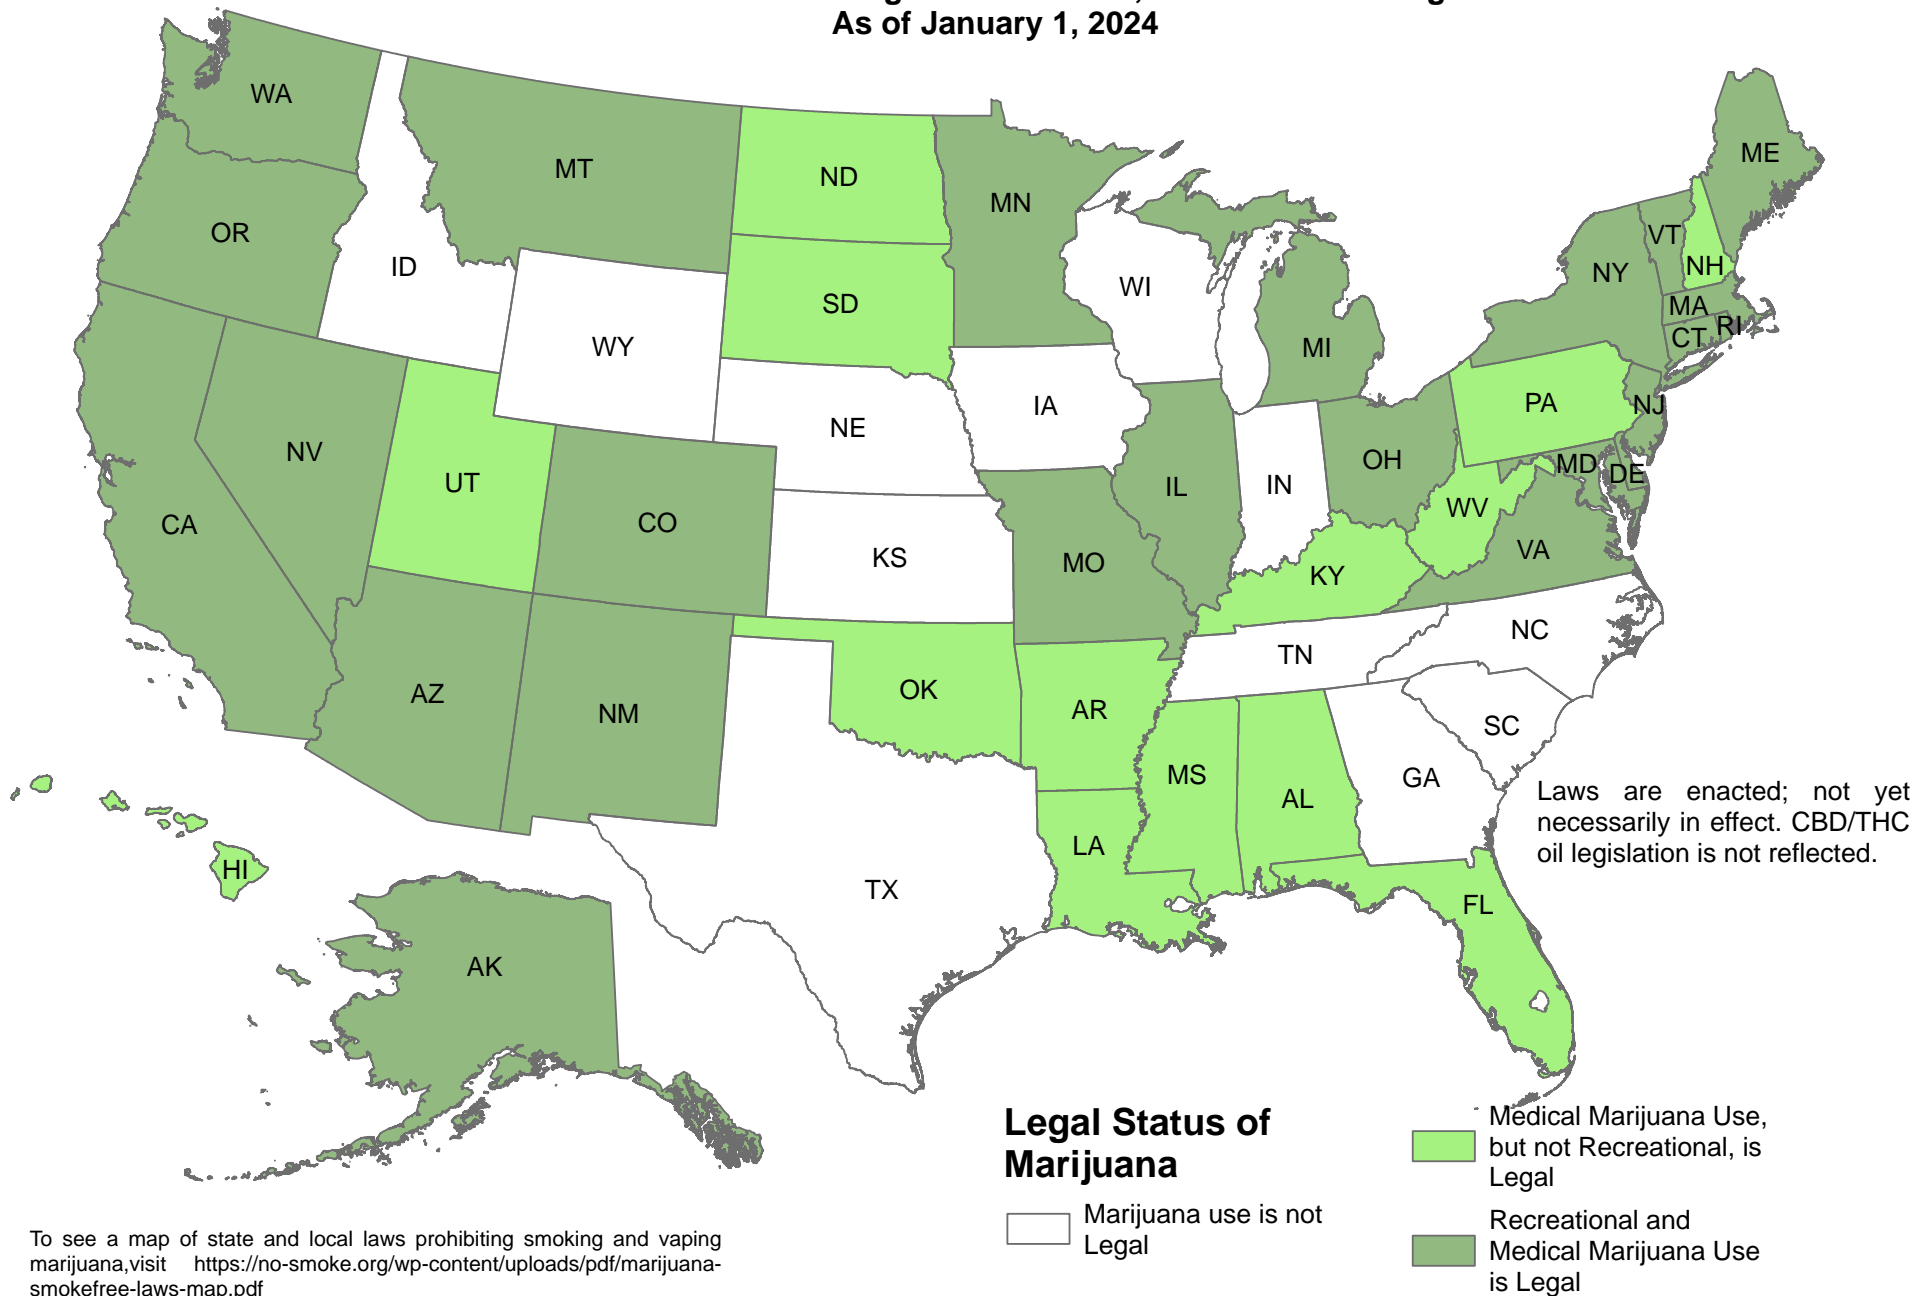 As of January 1, 2024
WA
MT
ND
MN
ME
OR
ID
SD
WI
VT
NH
NY
WY
MI
MA
RI
CT
IA
NE
PA
NJ
NV
UT
IL
IN
OH
MD
DE
CA
CO
KS
MO
WV
VA
KY
NC
TN
AZ
NM
OK
AR
SC
MS
AL
GA
LA
TX
FL
HI
AK
Laws are enacted; not yet
necessarily in effect. CBD/THC
oil legislation is not reflected.
Legal Status of
Marijuana
Marijuana use is not
Legal
Medical Marijuana Use,
but not Recreational, is
Legal
Recreational and
Medical Marijuana Use
is Legal
To see a map of state and local laws prohibiting smoking and vaping
marijuana,visit https://no-smoke.org/wp-content/uploads/pdf/marijuana-
smokefree-laws-map.pdf